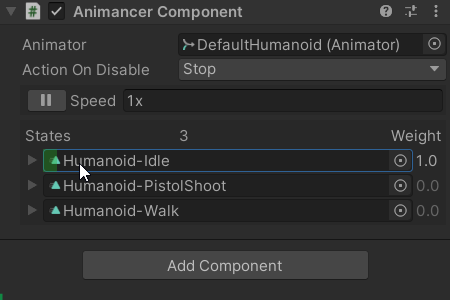 Animancer Component
Animator DefaultHumanoid (Animator)
Action On Disable Stop
Speed 1x
States 3 Weight
Humanoid-Idle 1.0
Humanoid-PistolShoot 0.0
Humanoid-Walk 0.0
Add Component